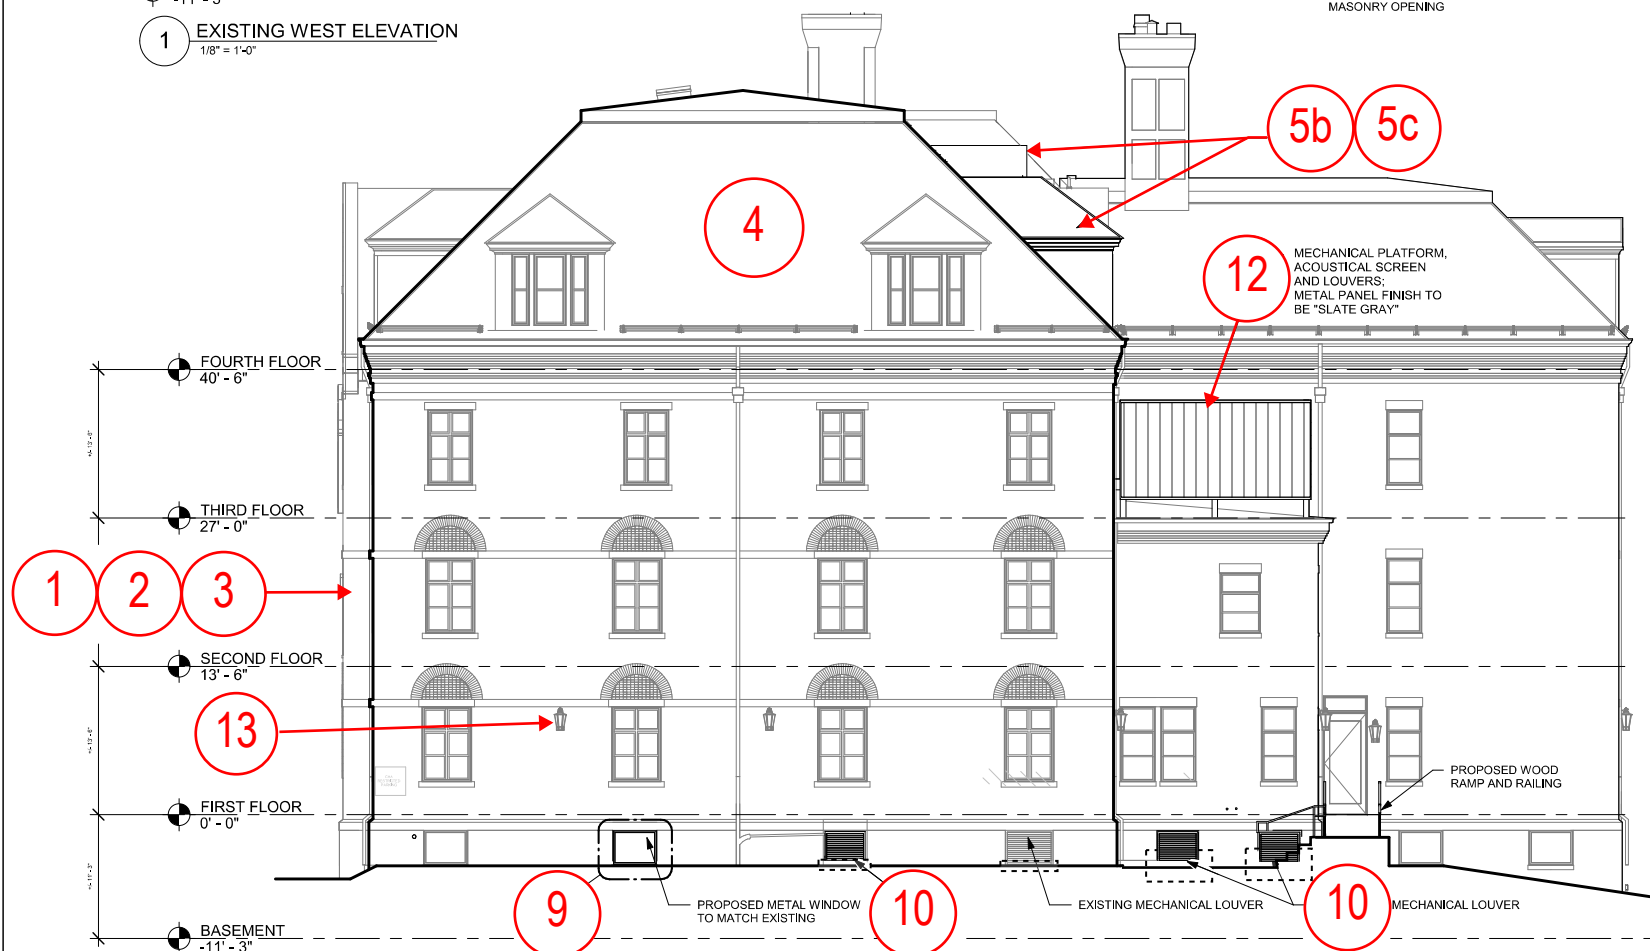 -11' - 3"
MASONRY OPENING
1
EXISTING WEST ELEVATION
1/8" = 1'-0"
5b
5c
4
12
MECHANICAL PLATFORM,
ACOUSTICAL SCREEN
AND LOUVERS;
METAL PANEL FINISH TO
BE "SLATE GRAY"
FOURTH FLOOR
40' - 6"
THIRD FLOOR
27' - 0"
1
2
3
SECOND FLOOR
13' - 6"
13
PROPOSED WOOD
RAMP AND RAILING
FIRST FLOOR
0' - 0"
9
PROPOSED METAL WINDOW
TO MATCH EXISTING
10
EXISTING MECHANICAL LOUVER
10
MECHANICAL LOUVER
BASEMENT
-11' - 3"